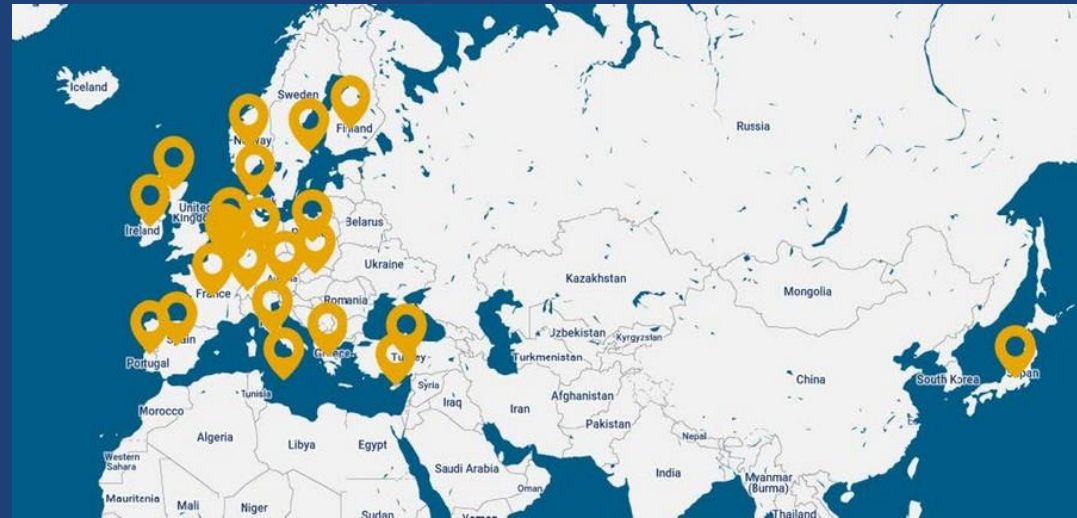 Iceland
Sweden
Finland
Norway
Russia
United
Kingdom
Ireland
Belarus
Ukraine
Kazakhstan
Mongolia
France
Romania
Uzbekistan
Kyrgyzstan
Spain
Portugal
Greece
Turkey
Turkmenistan
China
South Korea
Japan
Tunisia
Syria
Afghanistan
Morocco
Iraq
Iran
Pakistan
Nepal
Algeria
Libya
Egypt
Western
Sahara
Saudi Arabia
India
Myanmar
(Burma)
Oman
Mauritania
Mali
Niger
Sudan
Yemen
Thailand